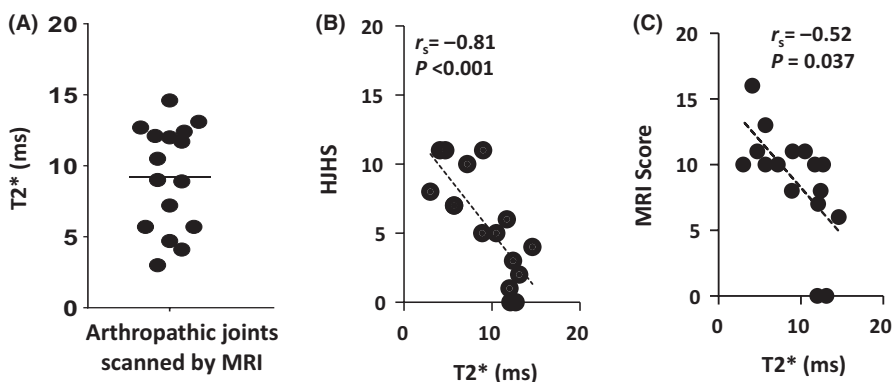 (A)
20
15
10
5
0
T2* (ms)
Arthropathic joints
scanned by MRI
(B)
rs= –0.81
P <0.001
20
15
10
5
0
HJHS
0 10 20
T2* (ms)
(C)
rs= –0.52
P = 0.037
20
15
10
5
0
MRI Score
0 10 20
T2* (ms)